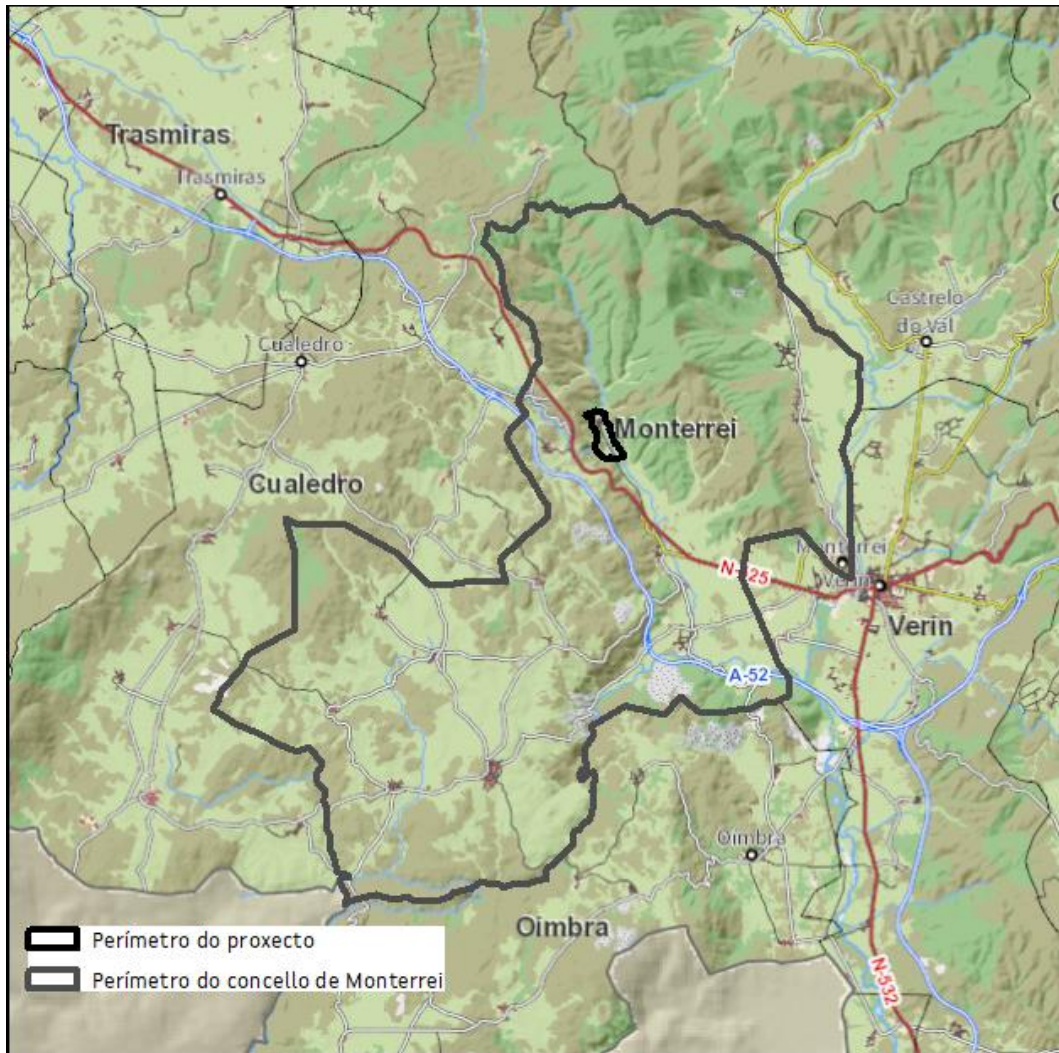 Trasmiras
Trasmiras
Castrelo
do Val
Cualedro
Monterrei
Cualedro
Monterrei
N-525
Verín
Verin
A-52
Oimbra
Oimbra
N-532
Perímetro do proxecto
Perímetro do concello de Monterrei